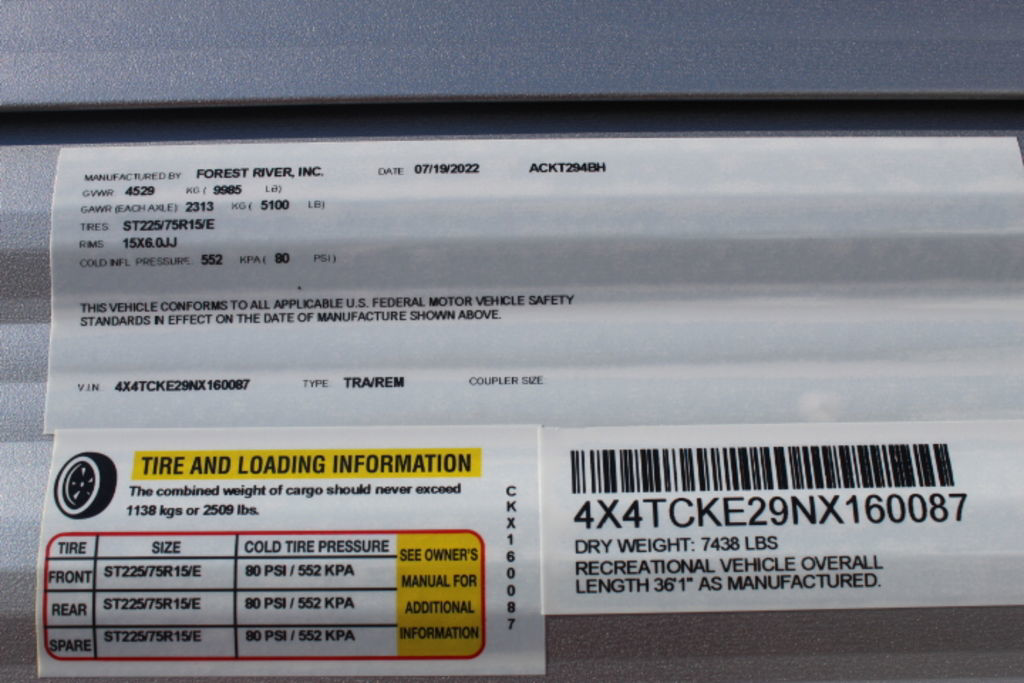 MANUFACTURED BY FOREST RIVER, INC. DATE 07/19/2022 ACKT294BH
GVWR 4529 KG ( 9985 LB)
GAWR (EACH AXLE) 2313 KG ( 5100 LB)
TIRES ST225/75R15/E
RIMS 15X6.0JJ
COLD INFL PRESSURE: 552 KPA ( 80 PSI )
THIS VEHICLE CONFORMS TO ALL APPLICABLE U.S. FEDERAL MOTOR VEHICLE SAFETY
STANDARDS IN EFFECT ON THE DATE OF MANUFACTURE SHOWN ABOVE.
V.I.N. 4X4TCKE29NX160087 TYPE TRA/REM COUPLER SIZE
TIRE AND LOADING INFORMATION
The combined weight of cargo should never exceed
1138 kgs or 2509 lbs.
TIRE SIZE COLD TIRE PRESSURE
FRONT ST225/75R15/E 80 PSI / 552 KPA
REAR ST225/75R15/E 80 PSI / 552 KPA
SPARE ST225/75R15/E 80 PSI / 552 KPA
SEE OWNER'S
MANUAL FOR
ADDITIONAL
INFORMATION
CKX160087
4X4TCKE29NX160087
DRY WEIGHT: 7438 LBS
RECREATIONAL VEHICLE OVERALL
LENGTH 36'1" AS MANUFACTURED.